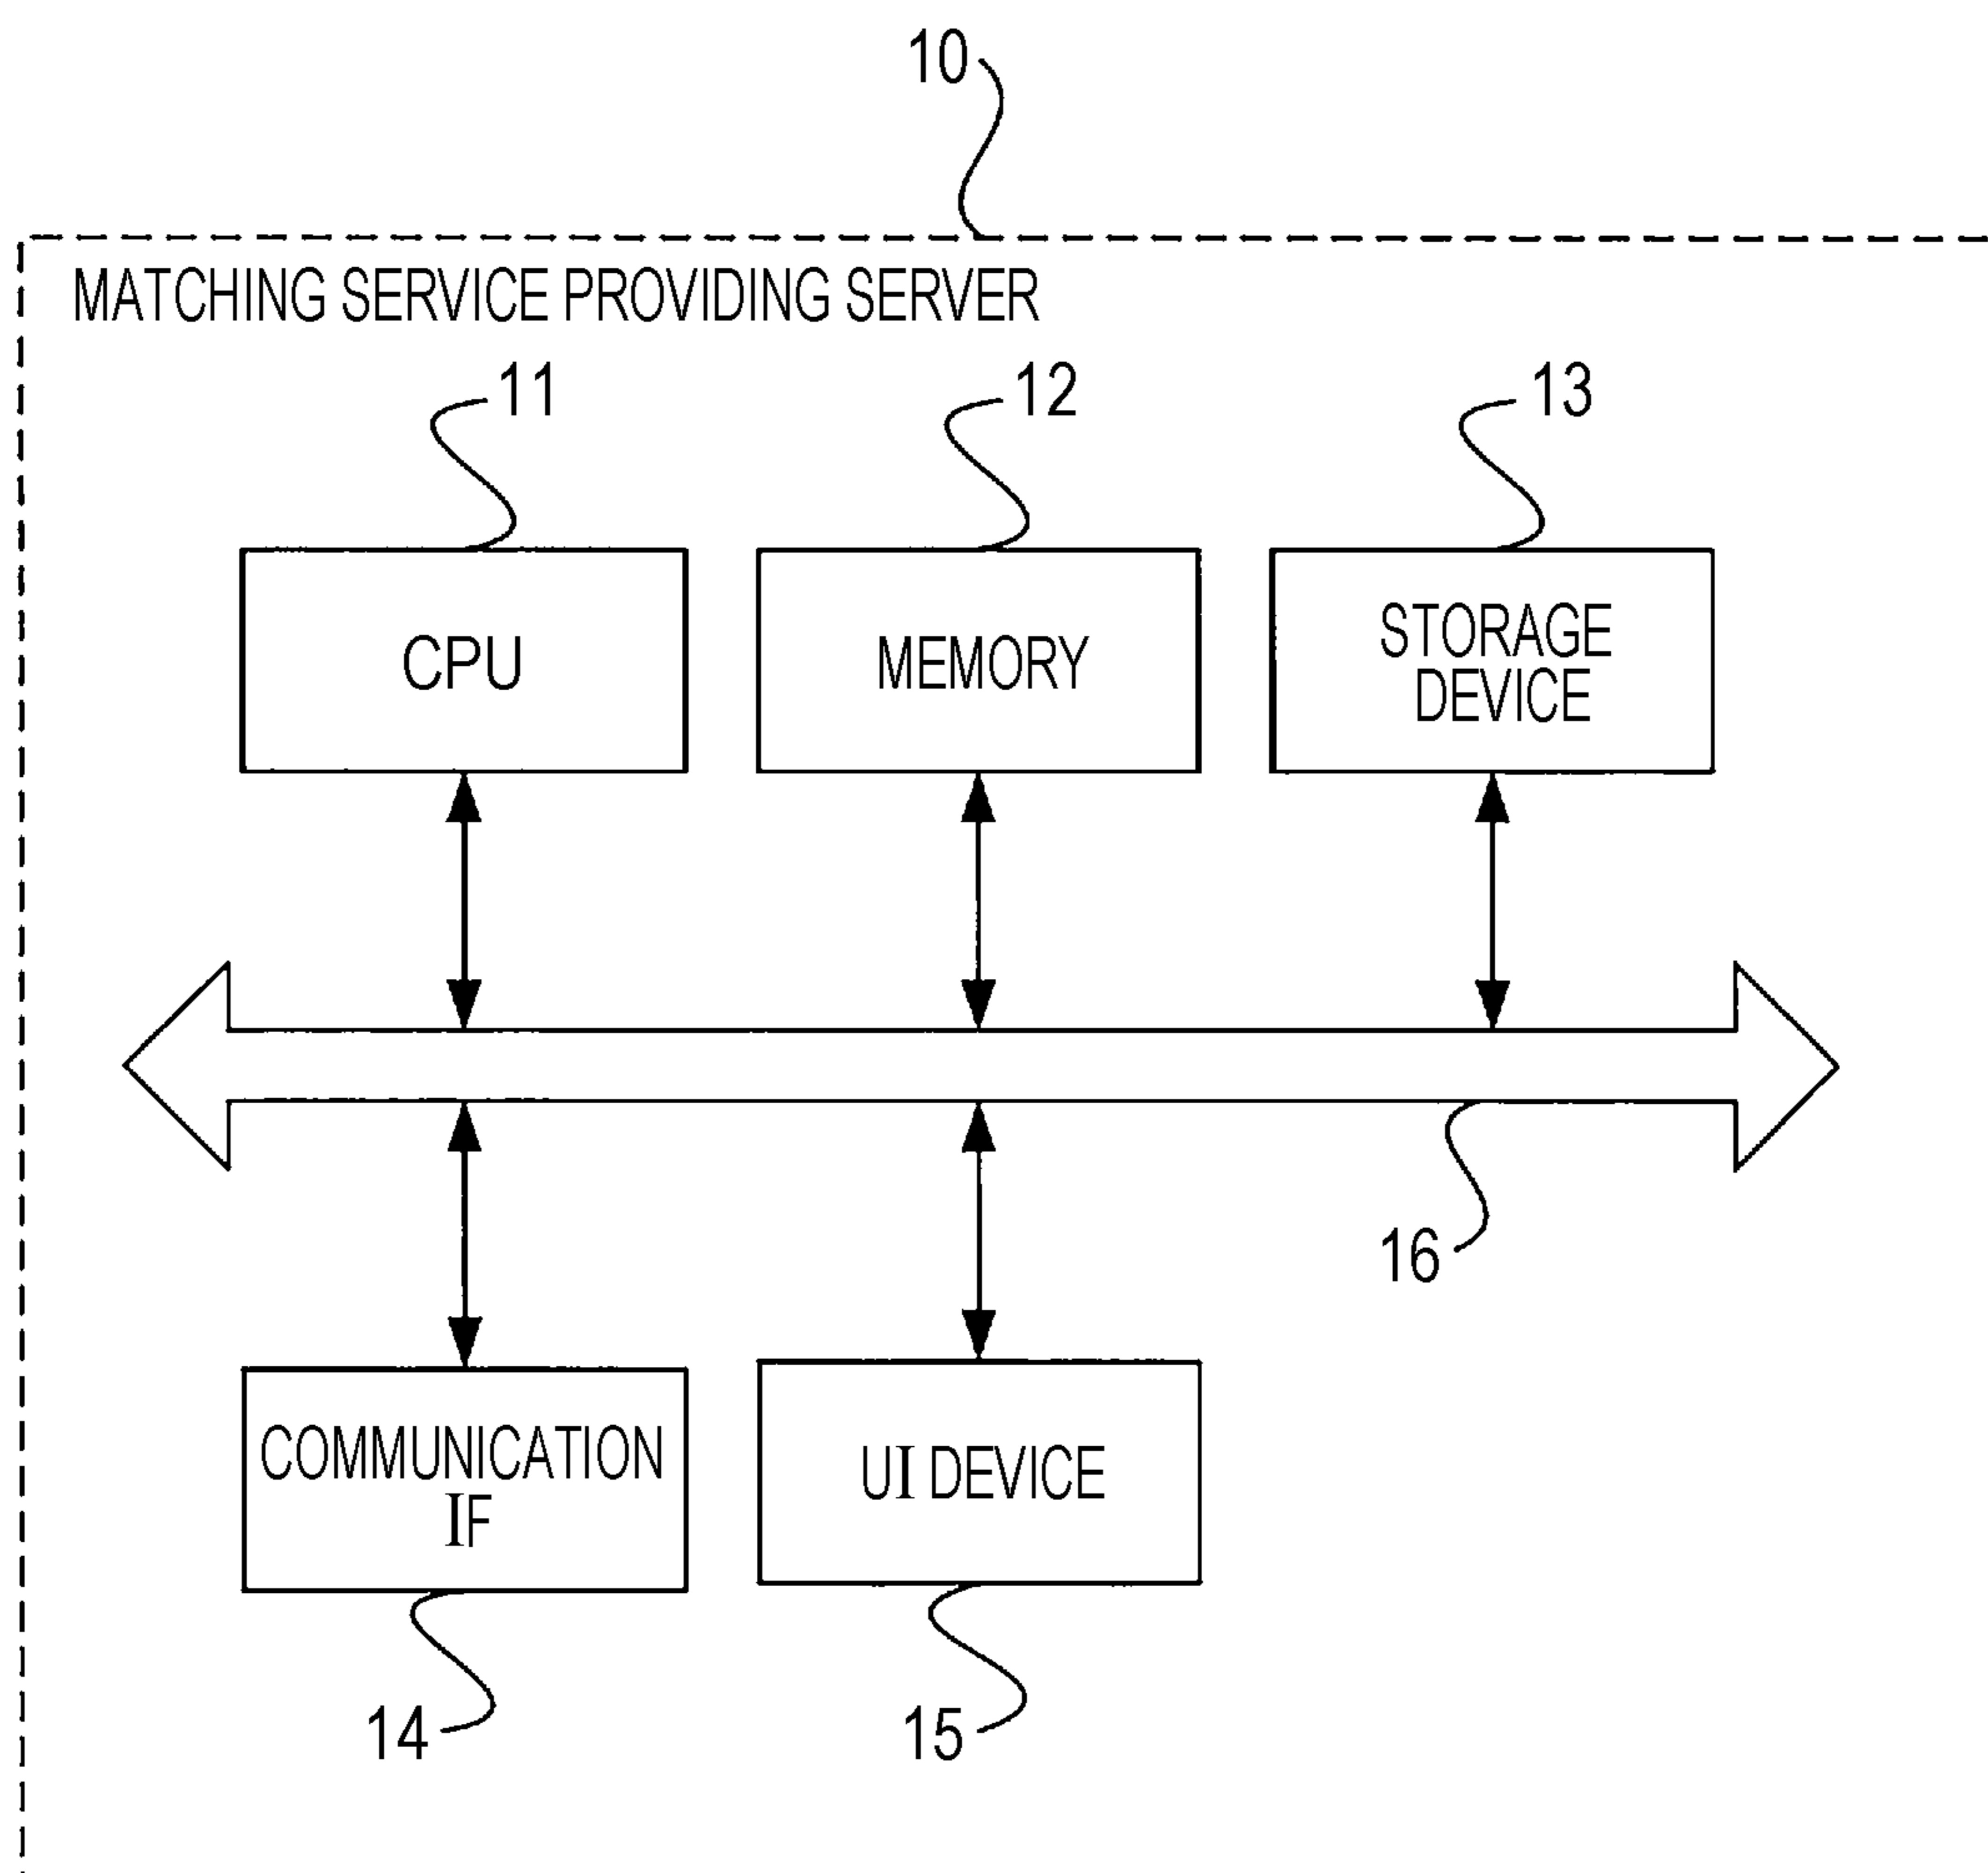 10
MATCHING SERVICE PROVIDING SERVER
11
12
13
CPU
MEMORY
STORAGE
DEVICE
16
COMMUNICATION
IF
UI DEVICE
14
15